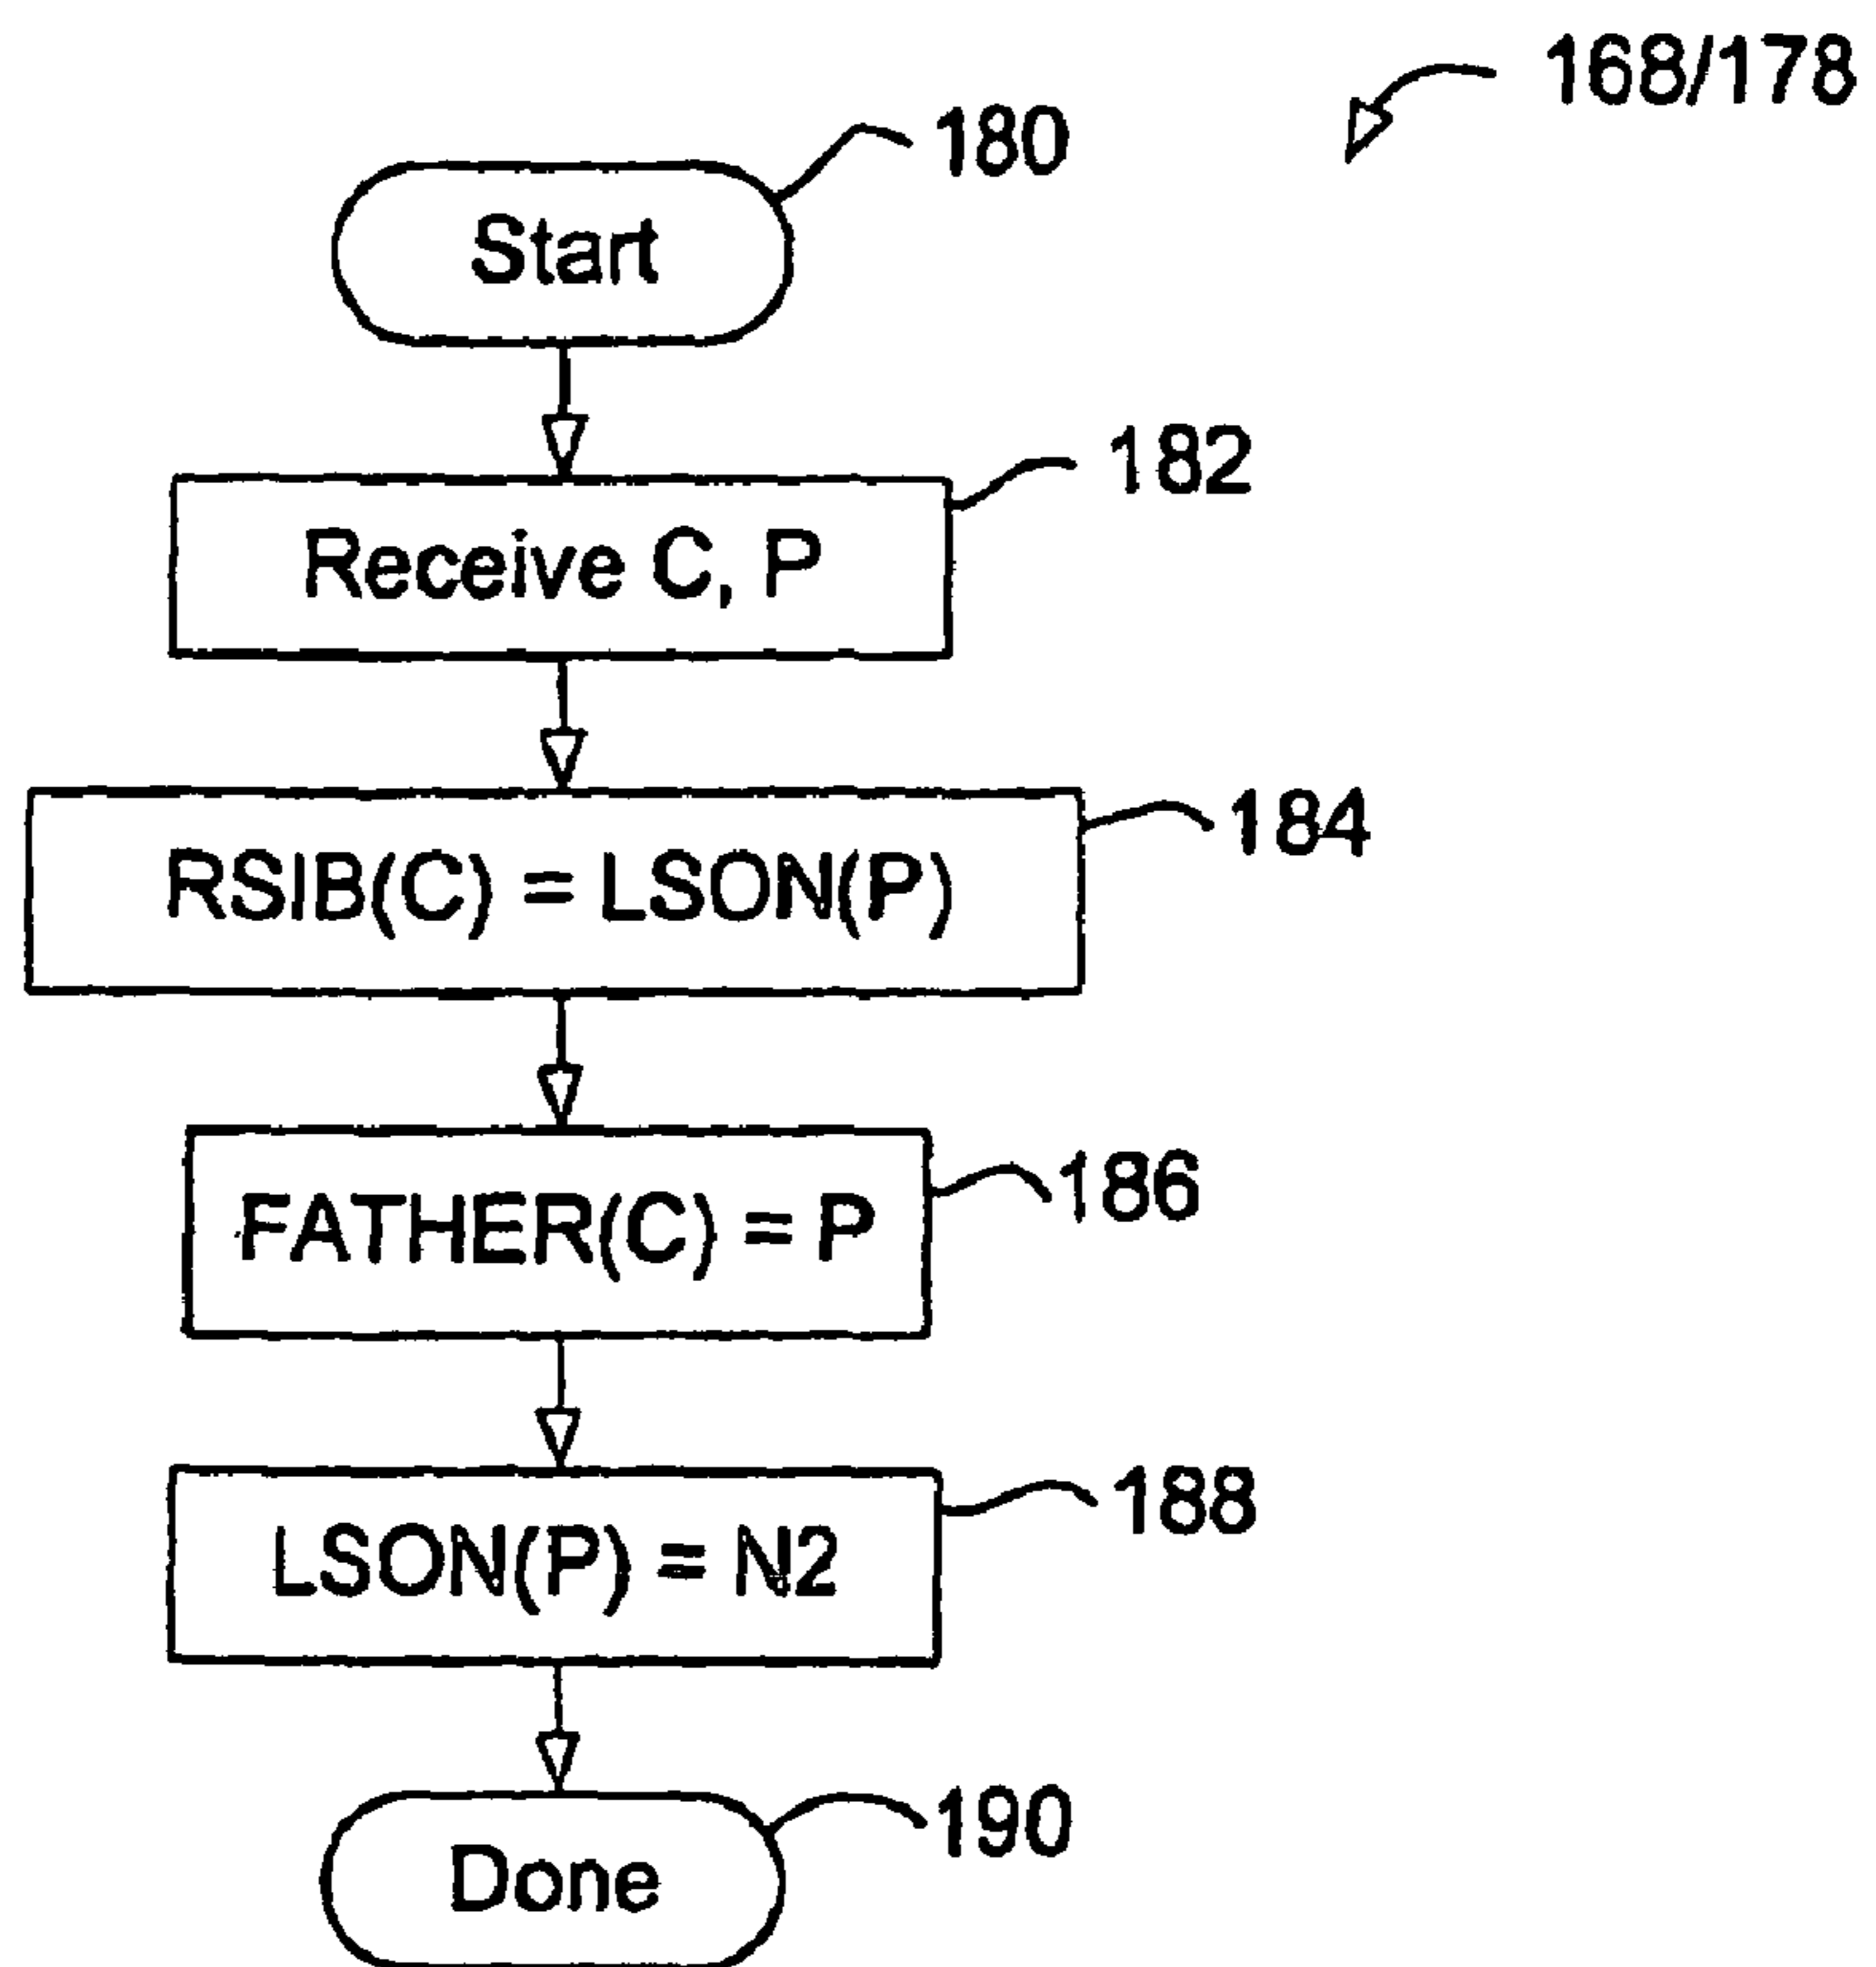 168/178
180
Start
182
Receive C, P
184
RSIB(C) = LSON(P)
186
FATHER(C) = P
188
LSON(P) = N2
190
Done